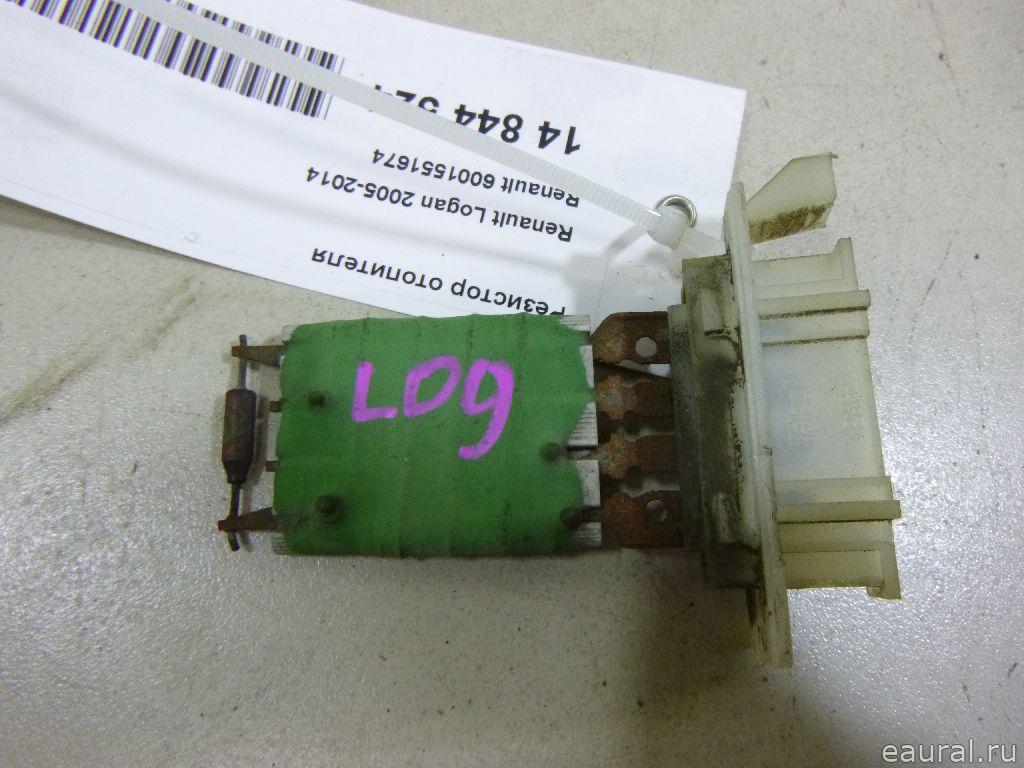 Резистор отопителя
Renault Logan 2005-2014
Renault 6001551674
14 844
LOg
eaural.ru